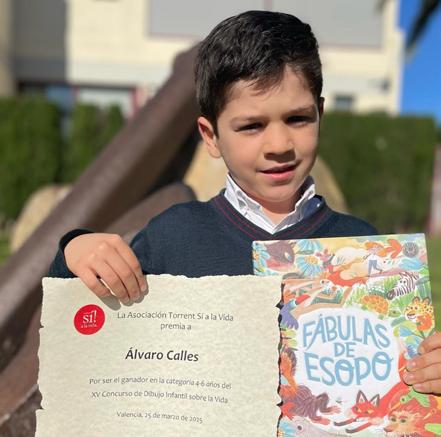 sí!
a la vida.
La Asociación Torrent Sí a la Vida
premia a
Álvaro Calles
Por ser el ganador en la categoria 4-6 años del
XV Concurso de Dibujo Infantil sobre la Vida
Valencia, 25 de marzo de 2025
FÁBULAS
DE
ESOPO